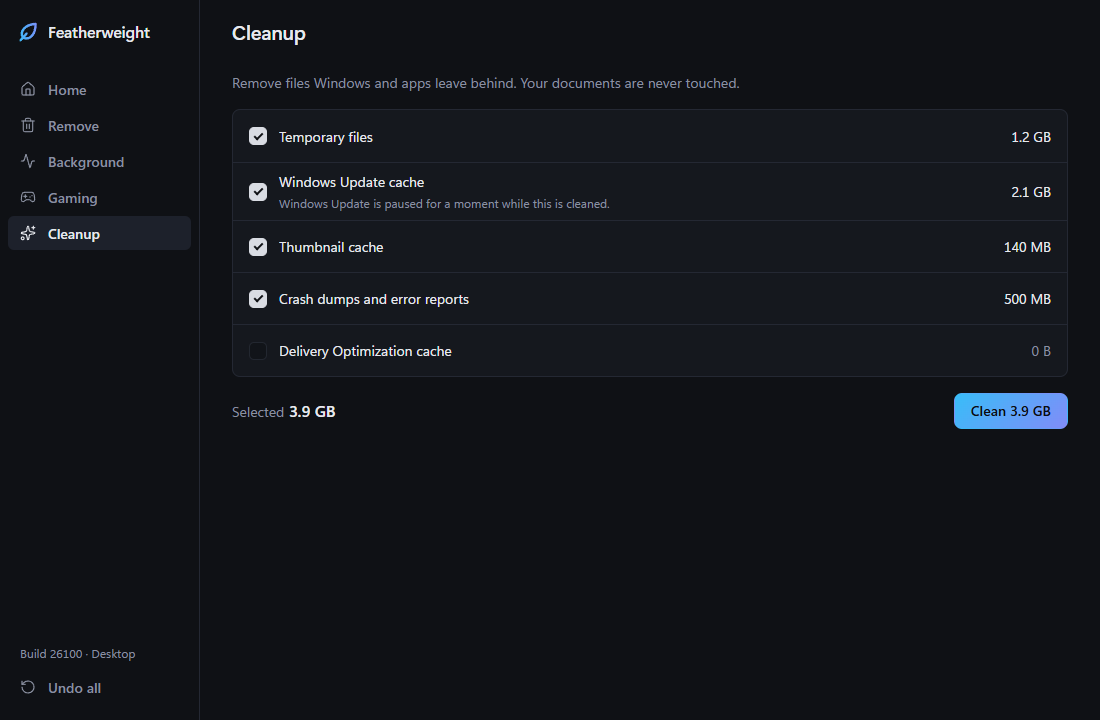 Featherweight
Home
Remove
Background
Gaming
Cleanup
Build 26100 · Desktop
Undo all
Cleanup
Remove files Windows and apps leave behind. Your documents are never touched.
Temporary files 1.2 GB
Windows Update cache 2.1 GB
Windows Update is paused for a moment while this is cleaned.
Thumbnail cache 140 MB
Crash dumps and error reports 500 MB
Delivery Optimization cache 0 B
Selected 3.9 GB
Clean 3.9 GB